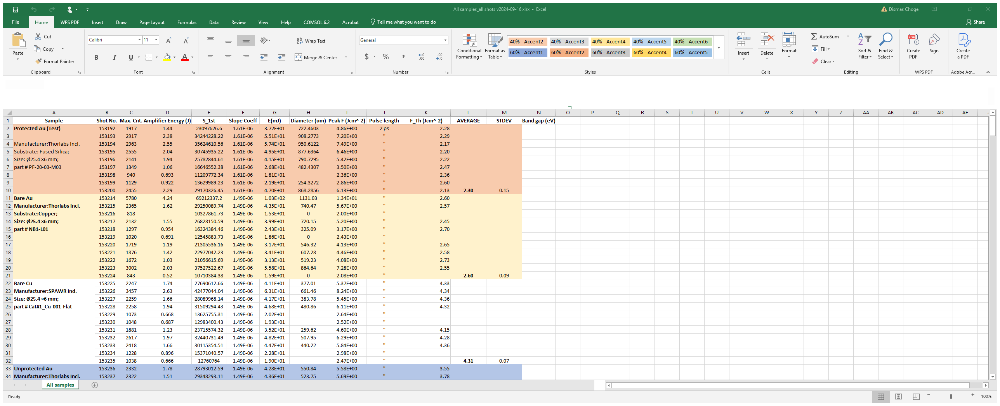 All samples_all shots v2024-09-16.xlsx - Excel
Dismas Choge
File Home WPS PDF Insert Draw Page Layout Formulas Data Review View Help COMSOL 6.2 Acrobat Tell me what you want to do Share
Paste Cut Copy Format Painter Clipboard
Calibri 11 B I U A Font
Wrap Text Merge & Center Alignment
General $ % , Number
Conditional Formatting Format as Table
40% - Accent2 40% - Accent3 40% - Accent4 40% - Accent5 40% - Accent6
60% - Accent1 60% - Accent2 60% - Accent3 60% - Accent4 60% - Accent5
Styles
Insert Delete Format Cells
AutoSum Fill Clear Sort & Filter Find & Select Editing
Create PDF Sign WPS PDF
Create a PDF Adobe Acr...
A B C D E F G H I J K L M N O P Q R S T U V W X Y Z AA AB AC AD AE
1 Sample Shot No. Max. Cnt. Amplifier Energy (J) S_1st Slope Coeff E(mJ) Diameter (um) Peak F (Jcm^-2) Pulse length F_Th (Jcm^-2) AVERAGE STDEV Band gap (eV)
2 Protected Au (Test) 153192 1917 1.44 23097626.6 1.61E-06 3.72E+01 722.4603 4.86E+00 2 ps 2.28
3 153193 2917 2.38 34244228.22 1.61E-06 5.51E+01 908.2773 7.20E+00 " 2.29
4 Manufacturer:Thorlabs Incl. 153194 2963 2.55 35624610.56 1.61E-06 5.74E+01 950.6122 7.49E+00 " 2.17
5 Substrate: Fused Silica; 153195 2555 2.04 30745935.22 1.61E-06 4.95E+01 877.6364 6.46E+00 " 2.20
6 Size: Ø25.4 ×6 mm; 153196 2141 1.94 25782844.61 1.61E-06 4.15E+01 790.7295 5.42E+00 " 2.22
7 part # PF-20-03-M03 153197 1349 1.06 16646552.38 1.61E-06 2.68E+01 482.4307 3.50E+00 " 2.47
8 153198 940 0.693 11209772.34 1.61E-06 1.81E+01 2.36E+00 " 2.36
9 153199 1129 0.922 13629989.23 1.61E-06 2.19E+01 254.3272 2.86E+00 " 2.60
10 153200 2455 2.29 29170326.45 1.61E-06 4.70E+01 868.2856 6.13E+00 " 2.13 2.30 0.15
11 Bare Au 153214 5780 4.24 69212337.2 1.49E-06 1.03E+02 1131.03 1.34E+01 " 2.60
12 Manufacturer:Thorlabs Incl. 153215 2365 1.62 29250089.74 1.49E-06 4.35E+01 740.47 5.67E+00 " 2.57
13 Substrate:Copper; 153216 818 10327861.73 1.49E-06 1.53E+01 0 2.00E+00 "
14 Size: Ø25.4 ×6 mm; 153217 2132 1.55 26828150.59 1.49E-06 3.99E+01 720.15 5.20E+00 " 2.45
15 part # NB1-L01 153218 1297 0.954 16324384.46 1.49E-06 2.43E+01 325.09 3.17E+00 " 2.70
16 153219 1020 0.691 12545883.73 1.49E-06 1.86E+01 0 2.43E+00 "
17 153220 1719 1.19 21305536.16 1.49E-06 3.17E+01 546.32 4.13E+00 " 2.65
18 153221 1876 1.42 22977042.23 1.49E-06 3.41E+01 607.28 4.46E+00 " 2.58
19 153222 1672 1.03 21056615.69 1.49E-06 3.13E+01 519.23 4.08E+00 " 2.73
20 153223 3002 2.03 37527522.67 1.49E-06 5.58E+01 864.64 7.28E+00 " 2.55
21 153224 843 0.52 10710384.38 1.49E-06 1.59E+01 0 2.08E+00 " 2.60 0.09
22 Bare Cu 153225 2247 1.74 27690612.66 1.49E-06 4.11E+01 377.01 5.37E+00 " 4.33
23 Manufacturer:SPAWR Ind. 153226 3457 2.63 42477044.04 1.49E-06 6.31E+01 661.46 8.24E+00 " 4.34
24 Size: Ø25.4 ×6 mm; 153227 2259 1.66 28089968.14 1.49E-06 4.17E+01 383.78 5.45E+00 " 4.36
25 part # Cat#1_Cu-001-Flat 153228 2258 1.94 31509294.43 1.49E-06 4.68E+01 480.86 6.11E+00 " 4.32
26 153229 1073 0.668 13625755.31 1.49E-06 2.02E+01 2.64E+00 "
27 153230 1048 0.687 12983400.43 1.49E-06 1.93E+01 2.52E+00 "
28 153231 1881 1.23 23715574.32 1.49E-06 3.52E+01 259.62 4.60E+00 " 4.15
29 153232 2617 1.97 32440731.49 1.49E-06 4.82E+01 507.95 6.29E+00 " 4.28
30 153233 2418 1.66 30115354.51 1.49E-06 4.47E+01 440.22 5.84E+00 " 4.36
31 153234 1228 0.896 15371040.57 1.49E-06 2.28E+01 2.98E+00 "
32 153235 1038 0.666 12760764 1.49E-06 1.90E+01 2.47E+00 " 4.31 0.07
33 Unprotected Au 153236 2332 1.78 28793012.59 1.49E-06 4.28E+01 550.84 5.58E+00 " 3.55
34 Manufacturer:Thorlabs Incl. 153237 2322 1.51 29348293.11 1.49E-06 4.36E+01 523.75 5.69E+00 " 3.78
All samples
Ready 100%